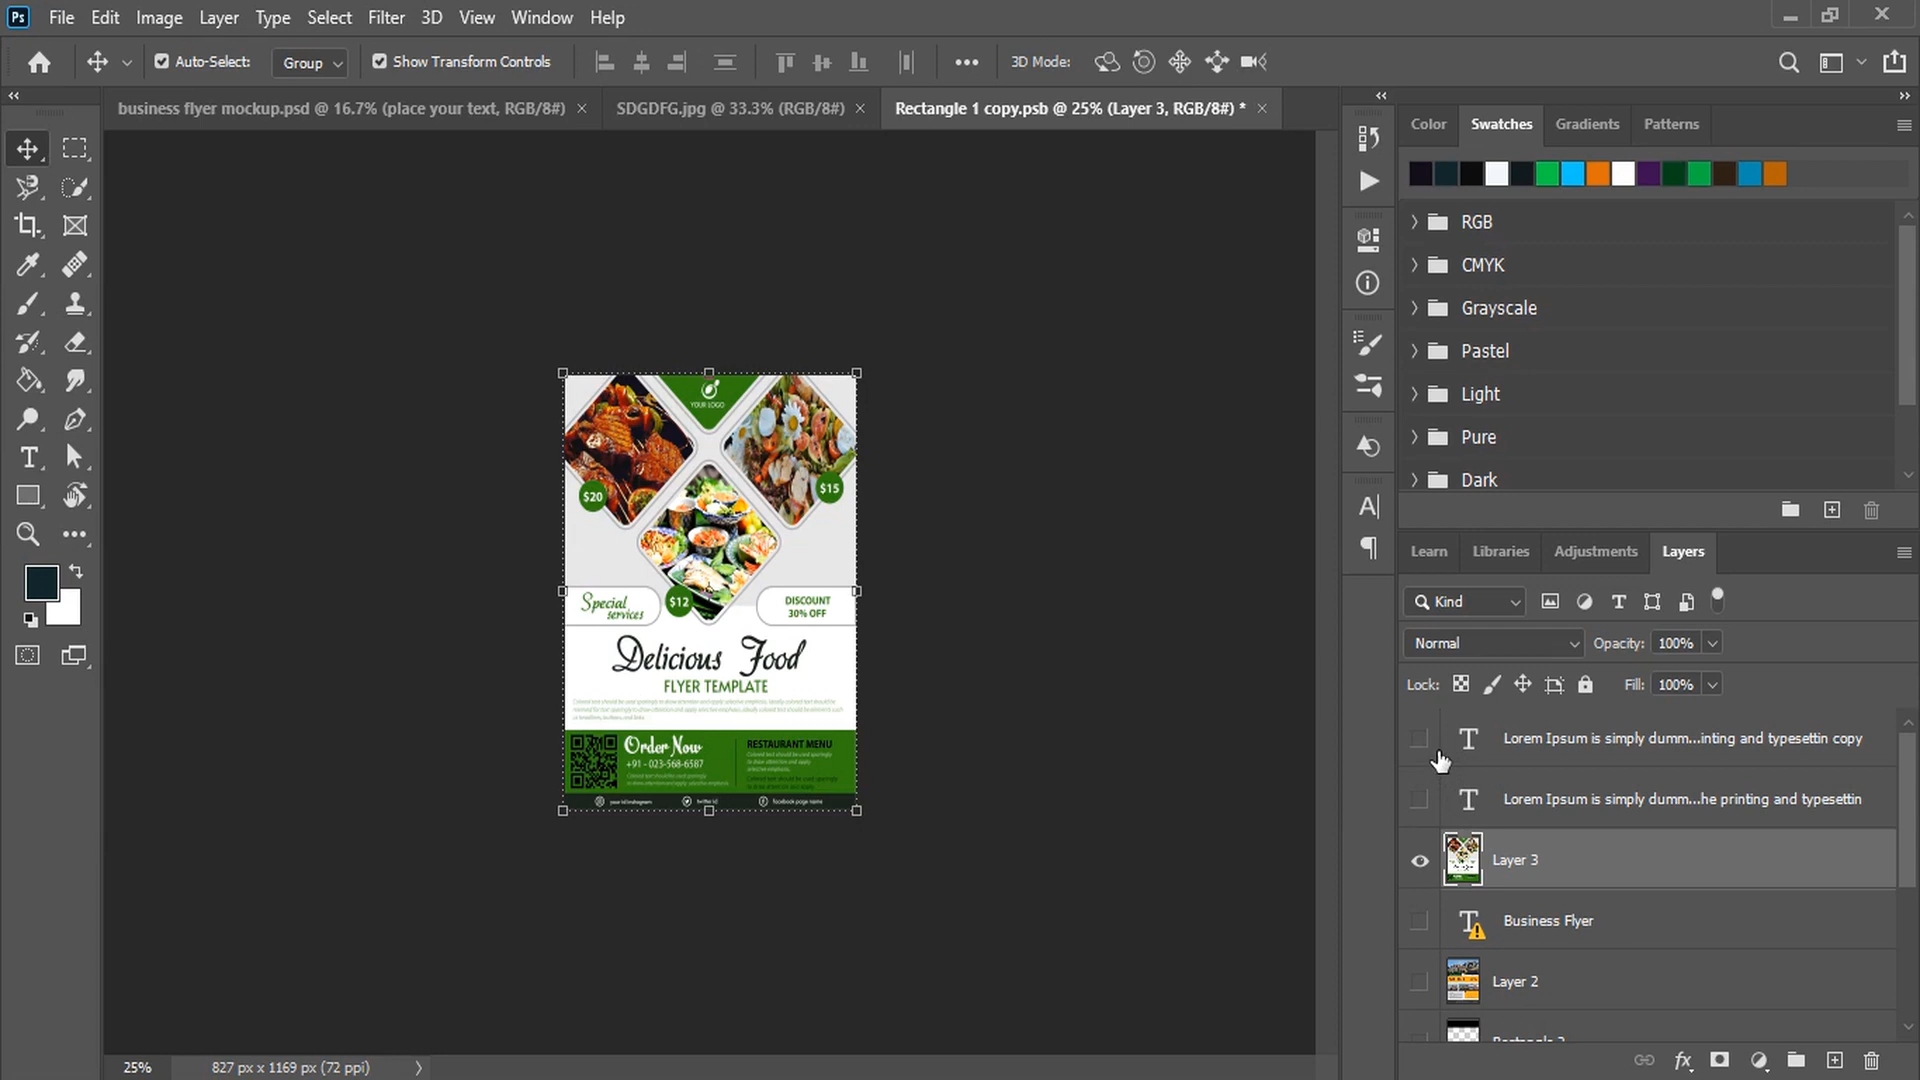 Ps File Edit Image Layer Type Select Filter 3D View Window Help
Auto-Select: Group Show Transform Controls 3D Mode:
business flyer mockup.psd @ 16.7% (place your text, RGB/8#) × SDGDFG.jpg @ 33.3% (RGB/8#) × Rectangle 1 copy.psb @ 25% (Layer 3, RGB/8#) * ×
Color Swatches Gradients Patterns
RGB
CMYK
Grayscale
Pastel
Light
Pure
Dark
Learn Libraries Adjustments Layers
Kind
Normal Opacity: 100%
Lock: Fill: 100%
Lorem Ipsum is simply dumm...inting and typesettin copy
Lorem Ipsum is simply dumm...he printing and typesettin
Layer 3
Business Flyer
Layer 2
YOUR LOGO
$20
$15
$12
Special
services
DISCOUNT
30% OFF
Delicious Food
FLYER TEMPLATE
Order Now
+91 - 023-568-6587
RESTAURANT MENU
your id/instagram
twitter id
facebook page name
25% 827 px x 1169 px (72 ppi)